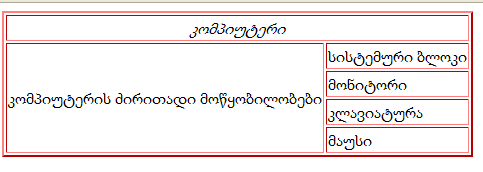 კომპიუტერი
კომპიუტერის ძირითადი მოწყობილობები
სისტემური ბლოკი
მონიტორი
კლავიატურა
მაუსი